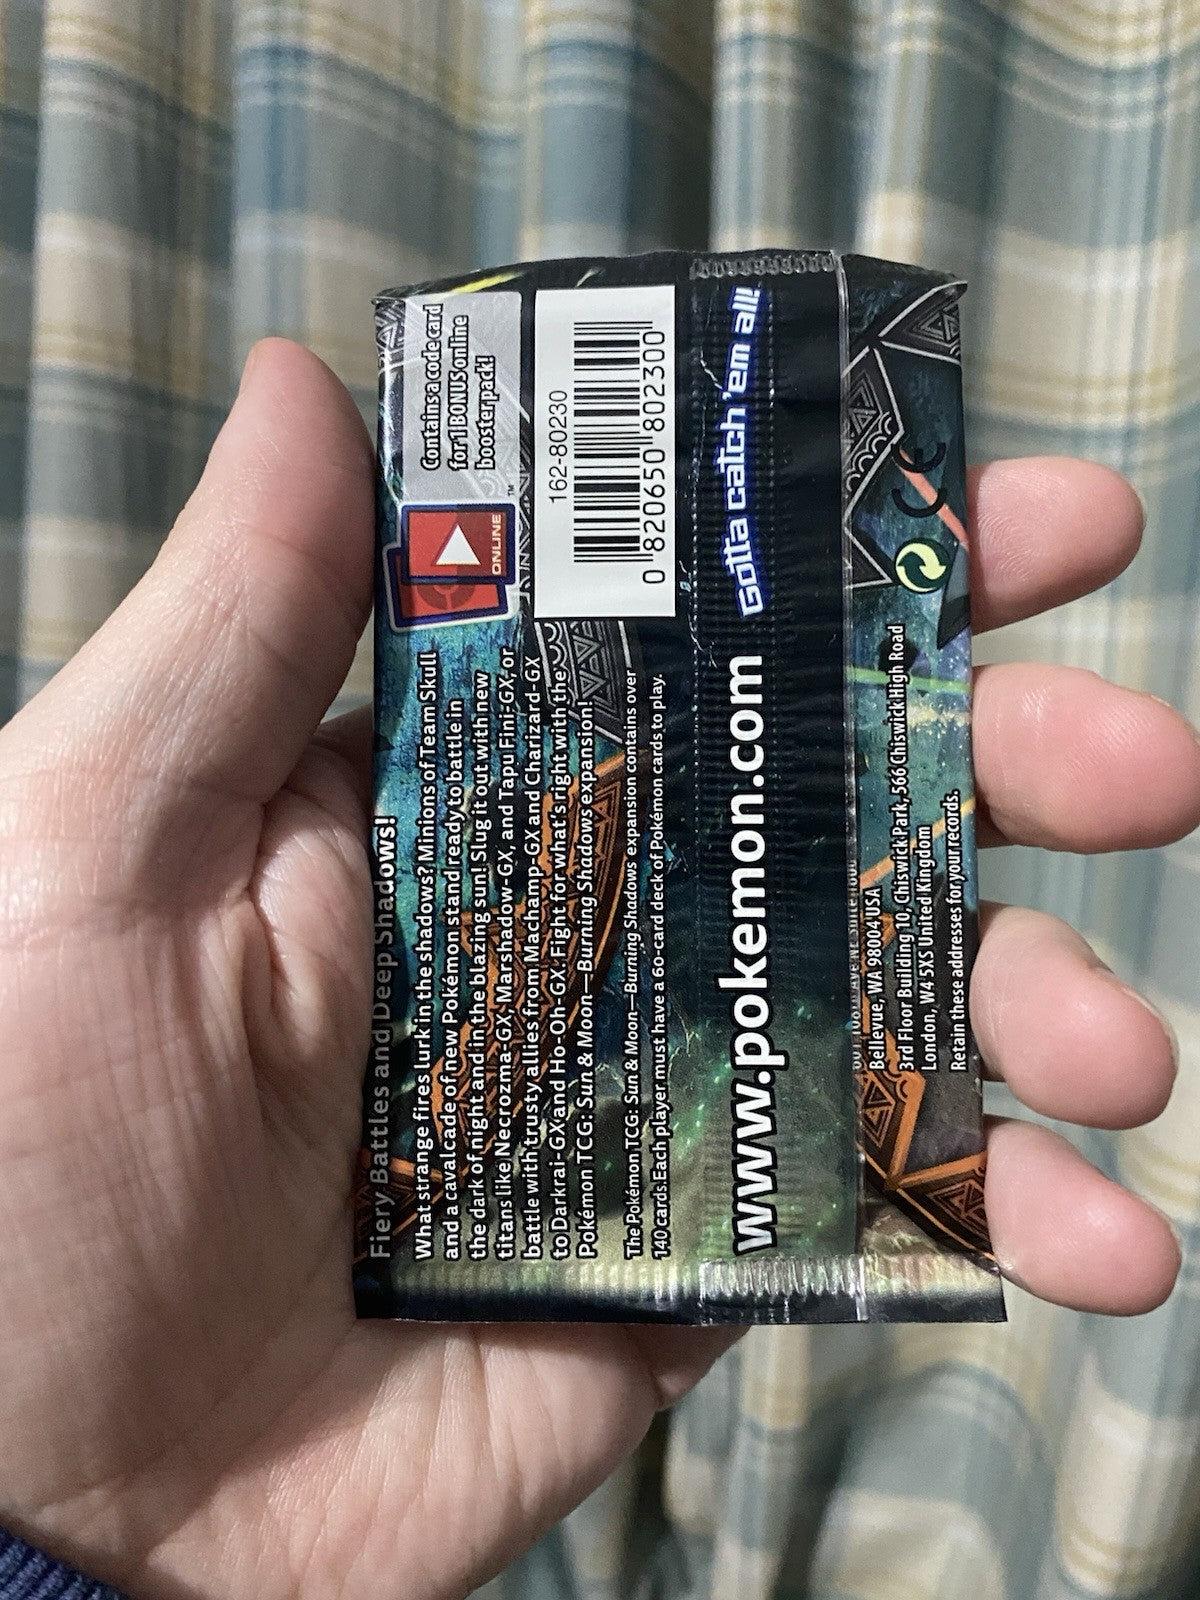 Fiery Battles and Deep Shadows!
What strange fires lurk in the shadows? Minions of Team Skull
and a cavalcade of new Pokémon stand ready to battle in
the dark of night and in the blazing sun! Slug it out with new
titans like Necrozma-GX, Marshadow-GX, and Tapu Fini-GX, or
battle with trusty allies from Machamp-GX and Charizard-GX
to Darkrai-GX and Ho-Oh-GX. Fight for what's right with the
Pokémon TCG: Sun & Moon—Burning Shadows expansion!
The Pokémon TCG: Sun & Moon—Burning Shadows expansion contains over
140 cards. Each player must have a 60-card deck of Pokémon cards to play.
ONLINE
TM
Contains a code card
for 1 BONUS online
booster pack!
162-80230
0 820650 802300
www.pokemon.com
Gotta catch 'em all!
Bellevue, WA 98004 USA
3rd Floor Building 10, Chiswick Park, 566 Chiswick High Road
London, W4 5XS United Kingdom
Retain these addresses for your records.
CE